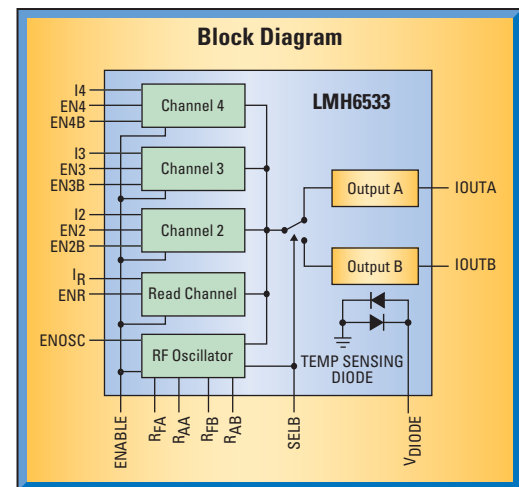 Block Diagram
LMH6533
I4
EN4
EN4B
Channel 4
I3
EN3
EN3B
Channel 3
I2
EN2
EN2B
Channel 2
IR
ENR
Read Channel
ENOSC
RF Oscillator
Output A
IOUTA
Output B
IOUTB
TEMP SENSING
DIODE
ENABLE
RFA
RAA
RFB
RAB
SELB
VDIODE